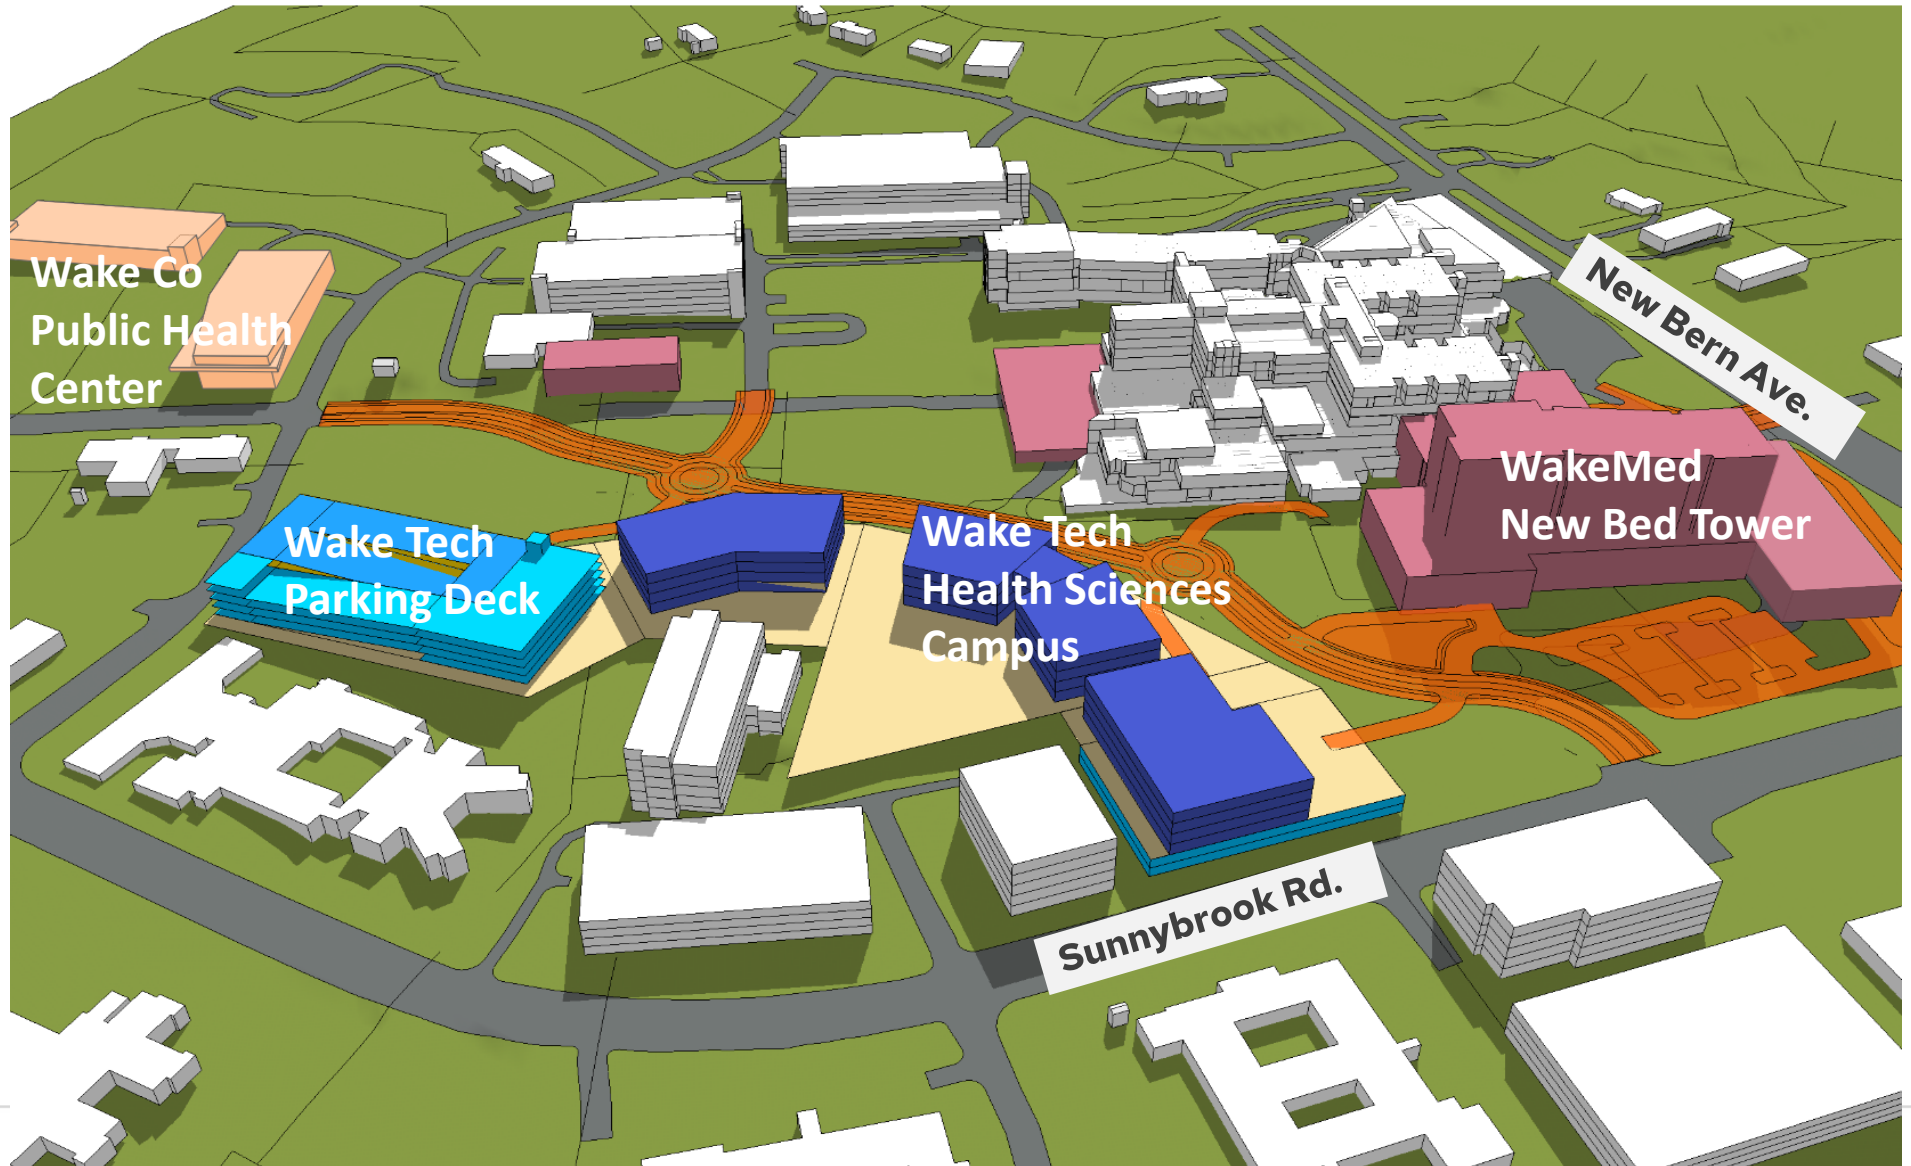 Wake Co
Public Health
Center
New Bern Ave.
WakeMed
New Bed Tower
Wake Tech
Parking Deck
Wake Tech
Health Sciences
Campus
Sunnybrook Rd.